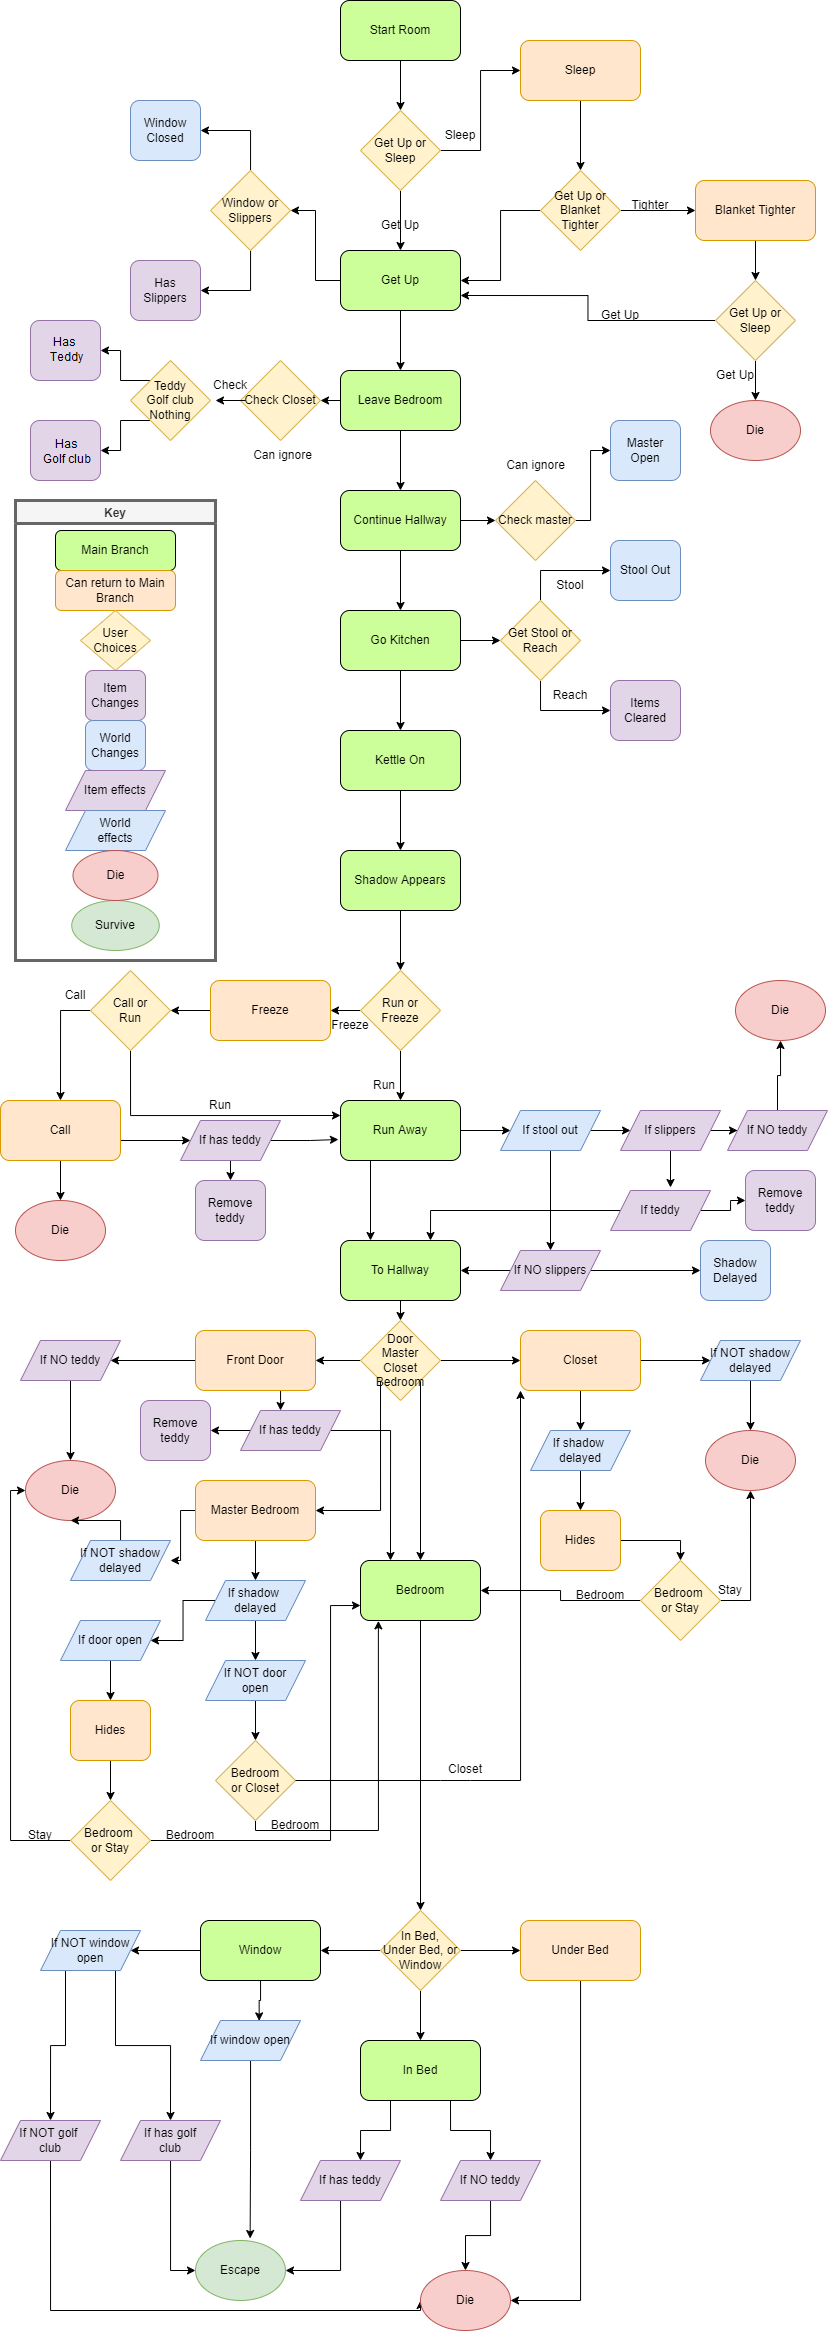 Start Room
Sleep
Get Up or
Sleep
Sleep
Window
Closed
Get Up or
Blanket
Tighter
Tighter
Blanket Tighter
Window or
Slippers
Get Up
Get Up
Has
Slippers
Get Up
Get Up or
Sleep
Has
Teddy
Get Up
Teddy
Golf club
Nothing
Check
Check Closet
Leave Bedroom
Die
Has
Golf club
Can ignore
Can ignore
Master
Open
Continue Hallway
Check master
Key
Main Branch
Can return to Main
Branch
User
Choices
Item
Changes
World
Changes
Item effects
World
effects
Die
Survive
Stool Out
Stool
Go Kitchen
Get Stool or
Reach
Reach
Items
Cleared
Kettle On
Shadow Appears
Call
Call or
Run
Freeze
Freeze
Run or
Freeze
Die
Run
Run
Call
If has teddy
Run Away
If stool out
If slippers
If NO teddy
Remove
teddy
If teddy
Remove
teddy
Die
To Hallway
If NO slippers
Shadow
Delayed
Door
Master
Closet
Bedroom
If NO teddy
Front Door
Closet
If NOT shadow
delayed
Remove
teddy
If has teddy
If shadow
delayed
Die
Die
Master Bedroom
If NOT shadow
delayed
Hides
If shadow
delayed
Bedroom
Bedroom
Bedroom
or Stay
Stay
If door open
If NOT door
open
Hides
Bedroom
or Closet
Closet
Bedroom
Stay
Bedroom
or Stay
Bedroom
If NOT window
open
Window
In Bed,
Under Bed, or
Window
Under Bed
If window open
In Bed
If NOT golf
club
If has golf
club
If has teddy
If NO teddy
Escape
Die